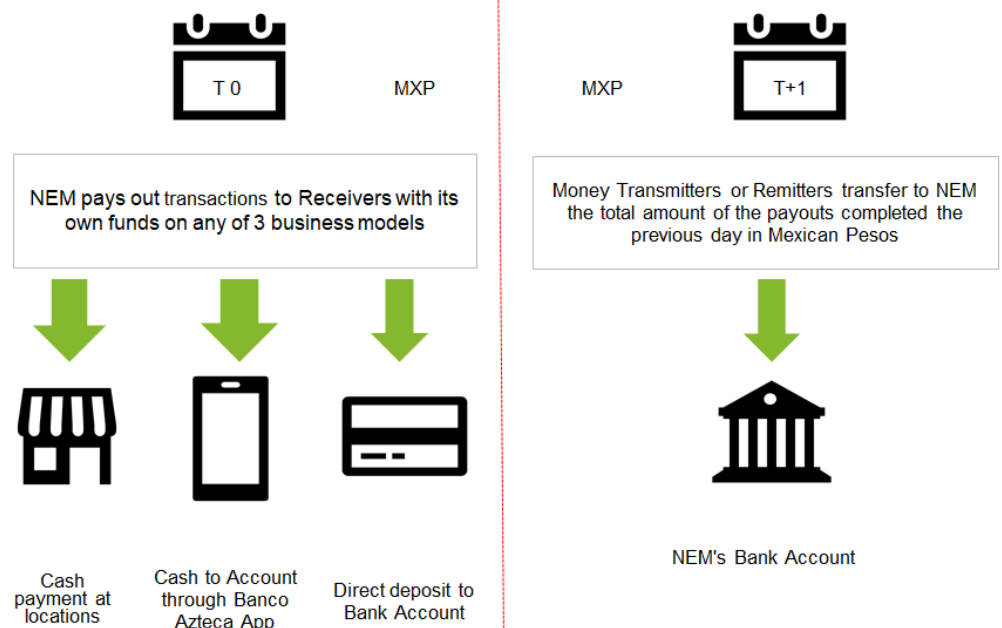 T 0
MXP
NEM pays out transactions to Receivers with its
own funds on any of 3 business models
Cash
payment at
locations
Cash to Account
through Banco
Azteca App
Direct deposit to
Bank Account
MXP
T+1
Money Transmitters or Remitters transfer to NEM
the total amount of the payouts completed the
previous day in Mexican Pesos
NEM's Bank Account